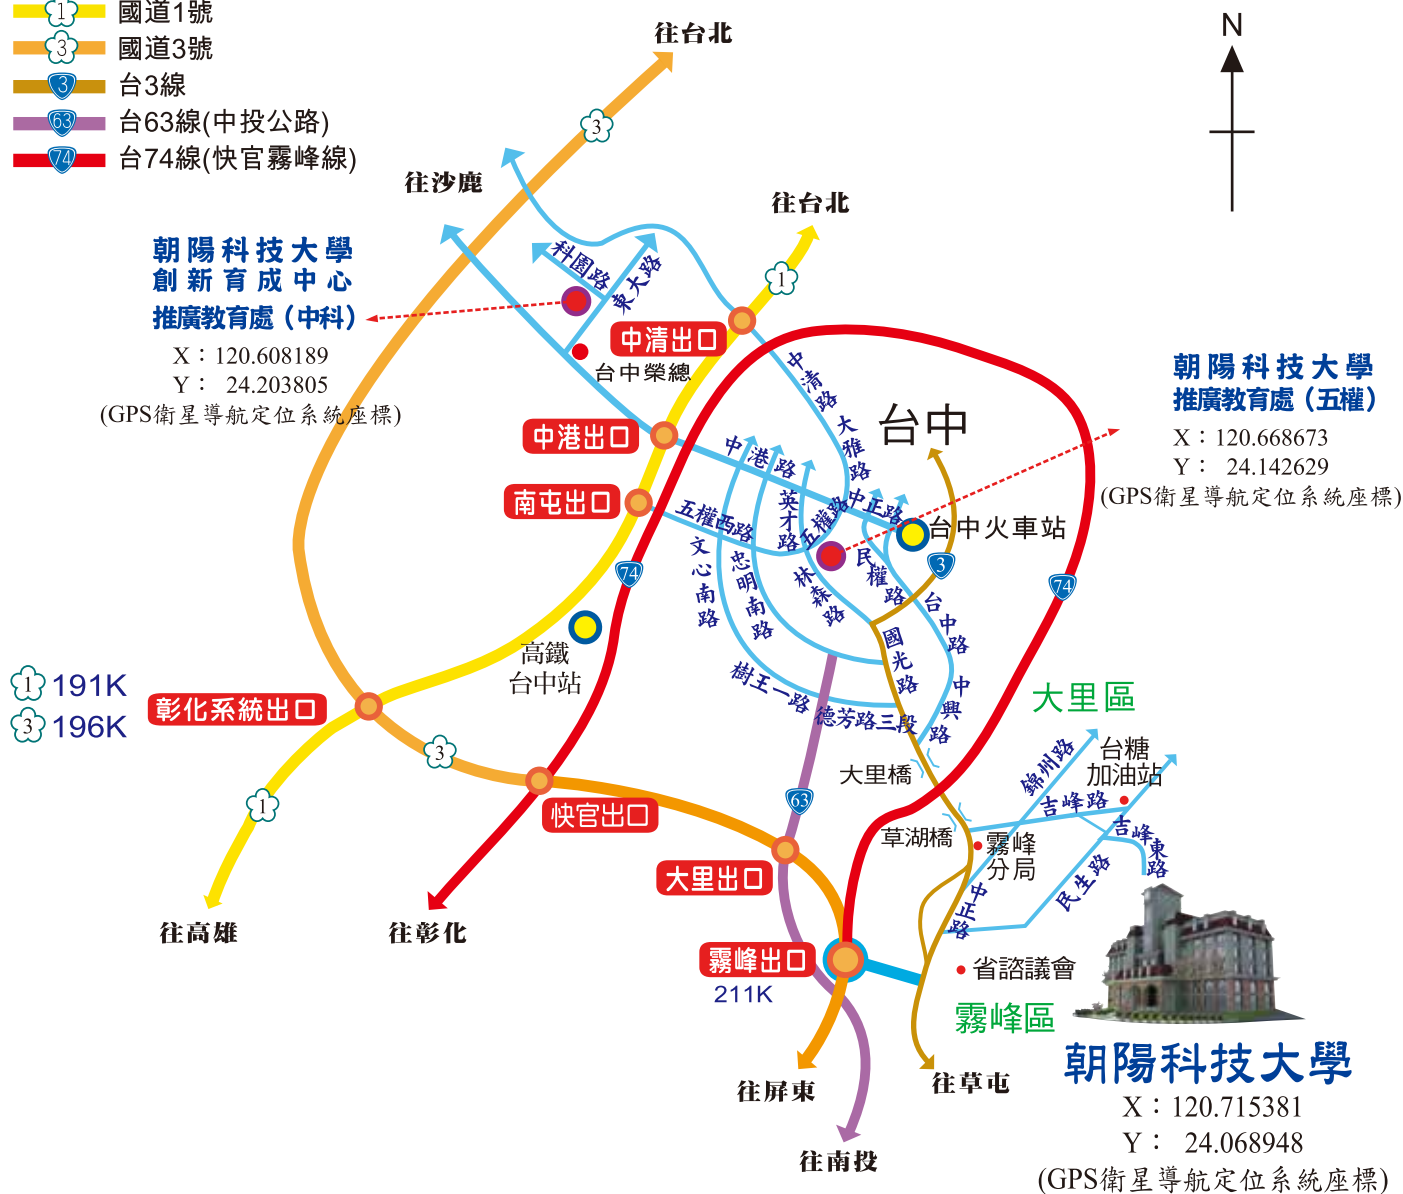 1 國道1號
3 國道3號
3 台3線
63 台63線(中投公路)
74 台74線(快官霧峰線)
N
往台北
3
往沙鹿
往台北
1
科園路
東大路
朝陽科技大學
創新育成中心
推廣教育處（中科）
X：120.608189
Y： 24.203805
(GPS衛星導航定位系統座標)
中清出口
台中榮總
中港出口
南屯出口
中清路
大雅路
台中
中港路
英才路
五權路
中正路
五權西路
台中火車站
朝陽科技大學
推廣教育處（五權）
X：120.668673
Y： 24.142629
(GPS衛星導航定位系統座標)
文心南路
忠明南路
林森路
民權路
3
74
74
台中路
國光路
中興路
高鐵
台中站
樹王一路
德芳路三段
1 191K
3 196K
彰化系統出口
3
1
快官出口
63
大里出口
大里橋
草湖橋
大里區
錦州路
台糖
加油站
吉峰路
吉峰東路
霧峰
分局
民生路
中正路
往高雄
往彰化
霧峰出口
211K
省諮議會
霧峰區
往屏東
往草屯
往南投
朝陽科技大學
X：120.715381
Y： 24.068948
(GPS衛星導航定位系統座標)